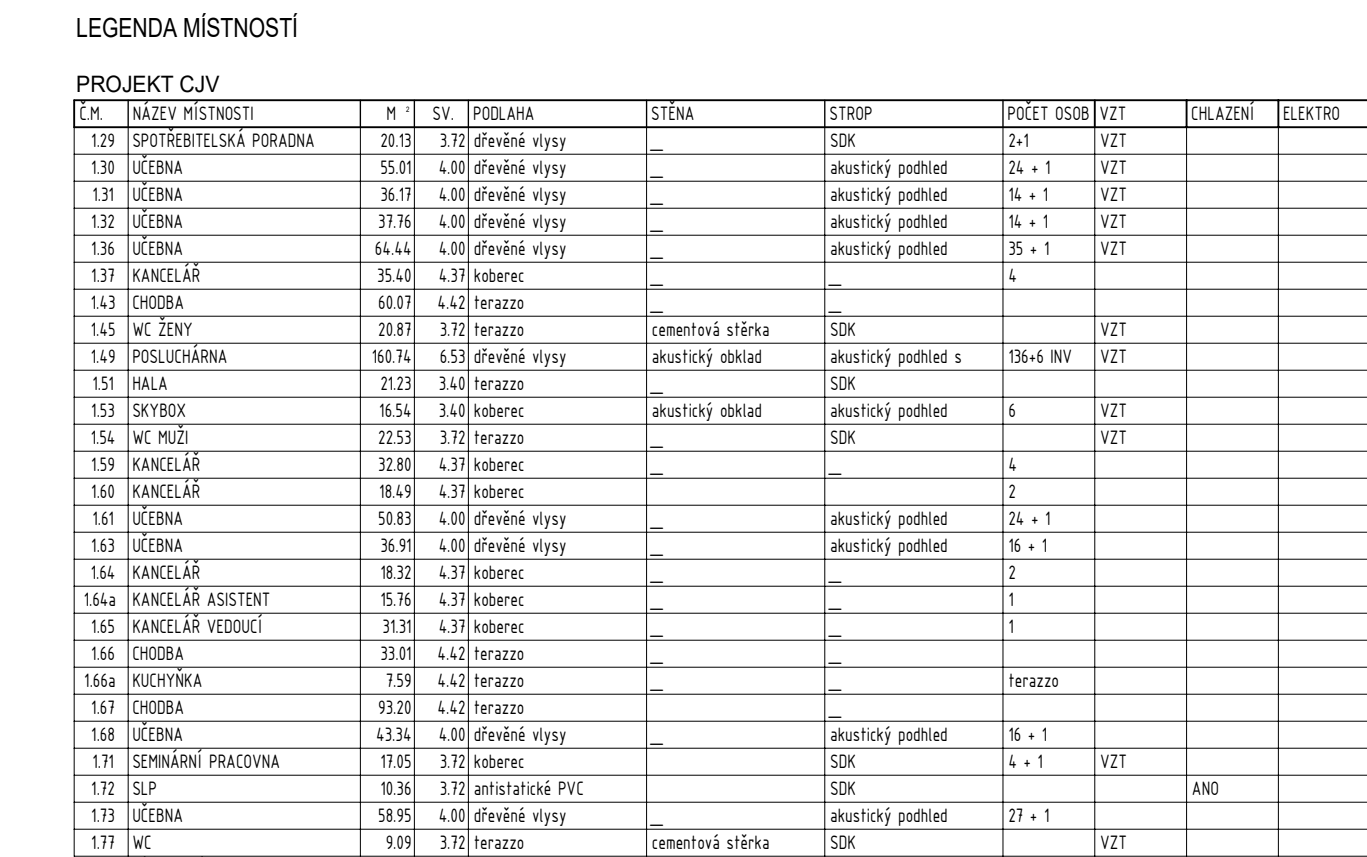 LEGENDA MÍSTNOSTÍ
PROJEKT CJV
Č.M. NÁZEV MÍSTNOSTI M ² SV. PODLAHA STĚNA STROP POČET OSOB VZT CHLAZENÍ ELEKTRO
1.29 SPOTŘEBITELSKÁ PORADNA 20.13 3.72 dřevěné vlysy _ SDK 2+1 VZT
1.30 UČEBNA 55.01 4.00 dřevěné vlysy _ akustický podhled 24 + 1 VZT
1.31 UČEBNA 36.17 4.00 dřevěné vlysy _ akustický podhled 14 + 1 VZT
1.32 UČEBNA 37.76 4.00 dřevěné vlysy _ akustický podhled 14 + 1 VZT
1.36 UČEBNA 64.44 4.00 dřevěné vlysy _ akustický podhled 35 + 1 VZT
1.37 KANCELÁŘ 35.40 4.37 koberec _ _ 4
1.43 CHODBA 60.07 4.42 terazzo _ _
1.45 WC ŽENY 20.87 3.72 terazzo cementová stěrka SDK VZT
1.49 POSLUCHÁRNA 160.74 6.53 dřevěné vlysy akustický obklad akustický podhled s 136+6 INV VZT
1.51 HALA 21.23 3.40 terazzo _ SDK
1.53 SKYBOX 16.54 3.40 koberec akustický obklad akustický podhled 6 VZT
1.54 WC MUŽI 22.53 3.72 terazzo _ SDK VZT
1.59 KANCELÁŘ 32.80 4.37 koberec _ _ 4
1.60 KANCELÁŘ 18.49 4.37 koberec 2
1.61 UČEBNA 50.83 4.00 dřevěné vlysy _ akustický podhled 24 + 1
1.63 UČEBNA 36.91 4.00 dřevěné vlysy _ akustický podhled 16 + 1
1.64 KANCELÁŘ 18.32 4.37 koberec _ _ 2
1.64a KANCELÁŘ ASISTENT 15.76 4.37 koberec _ _ 1
1.65 KANCELÁŘ VEDOUCÍ 31.31 4.37 koberec _ _ 1
1.66 CHODBA 33.01 4.42 terazzo _ _
1.66a KUCHYŇKA 7.59 4.42 terazzo _ _ terazzo
1.67 CHODBA 93.20 4.42 terazzo _
1.68 UČEBNA 43.34 4.00 dřevěné vlysy _ akustický podhled 16 + 1
1.71 SEMINÁRNÍ PRACOVNA 17.05 3.72 koberec SDK 4 + 1 VZT
1.72 SLP 10.36 3.72 antistatické PVC SDK ANO
1.73 UČEBNA 58.95 4.00 dřevěné vlysy _ akustický podhled 27 + 1
1.77 WC 9.09 3.72 terazzo cementová stěrka SDK VZT